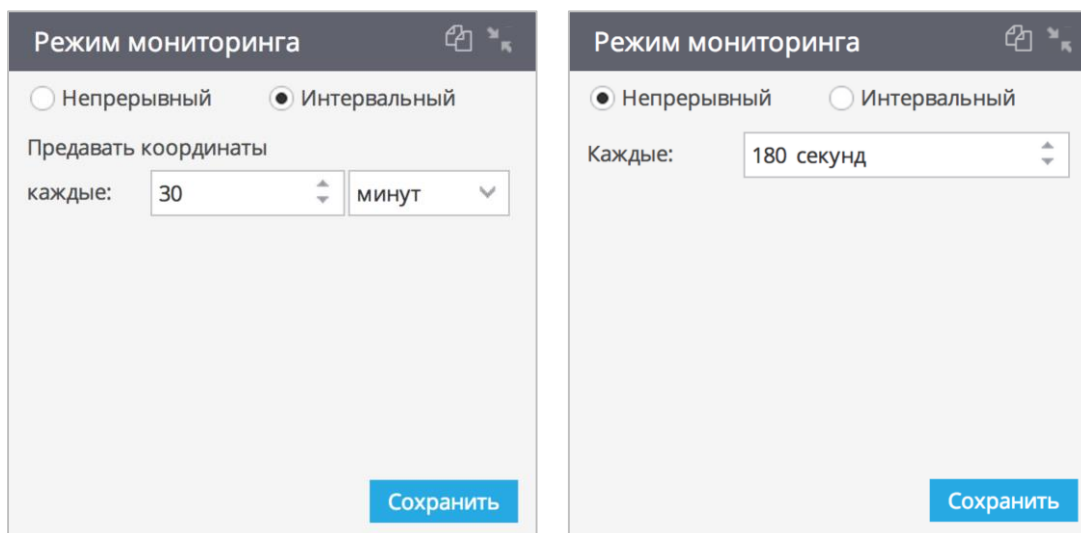 Режим мониторинга
Непрерывный Интервальный
Предавать координаты
каждые: 30 минут
Сохранить
Режим мониторинга
Непрерывный Интервальный
Каждые: 180 секунд
Сохранить